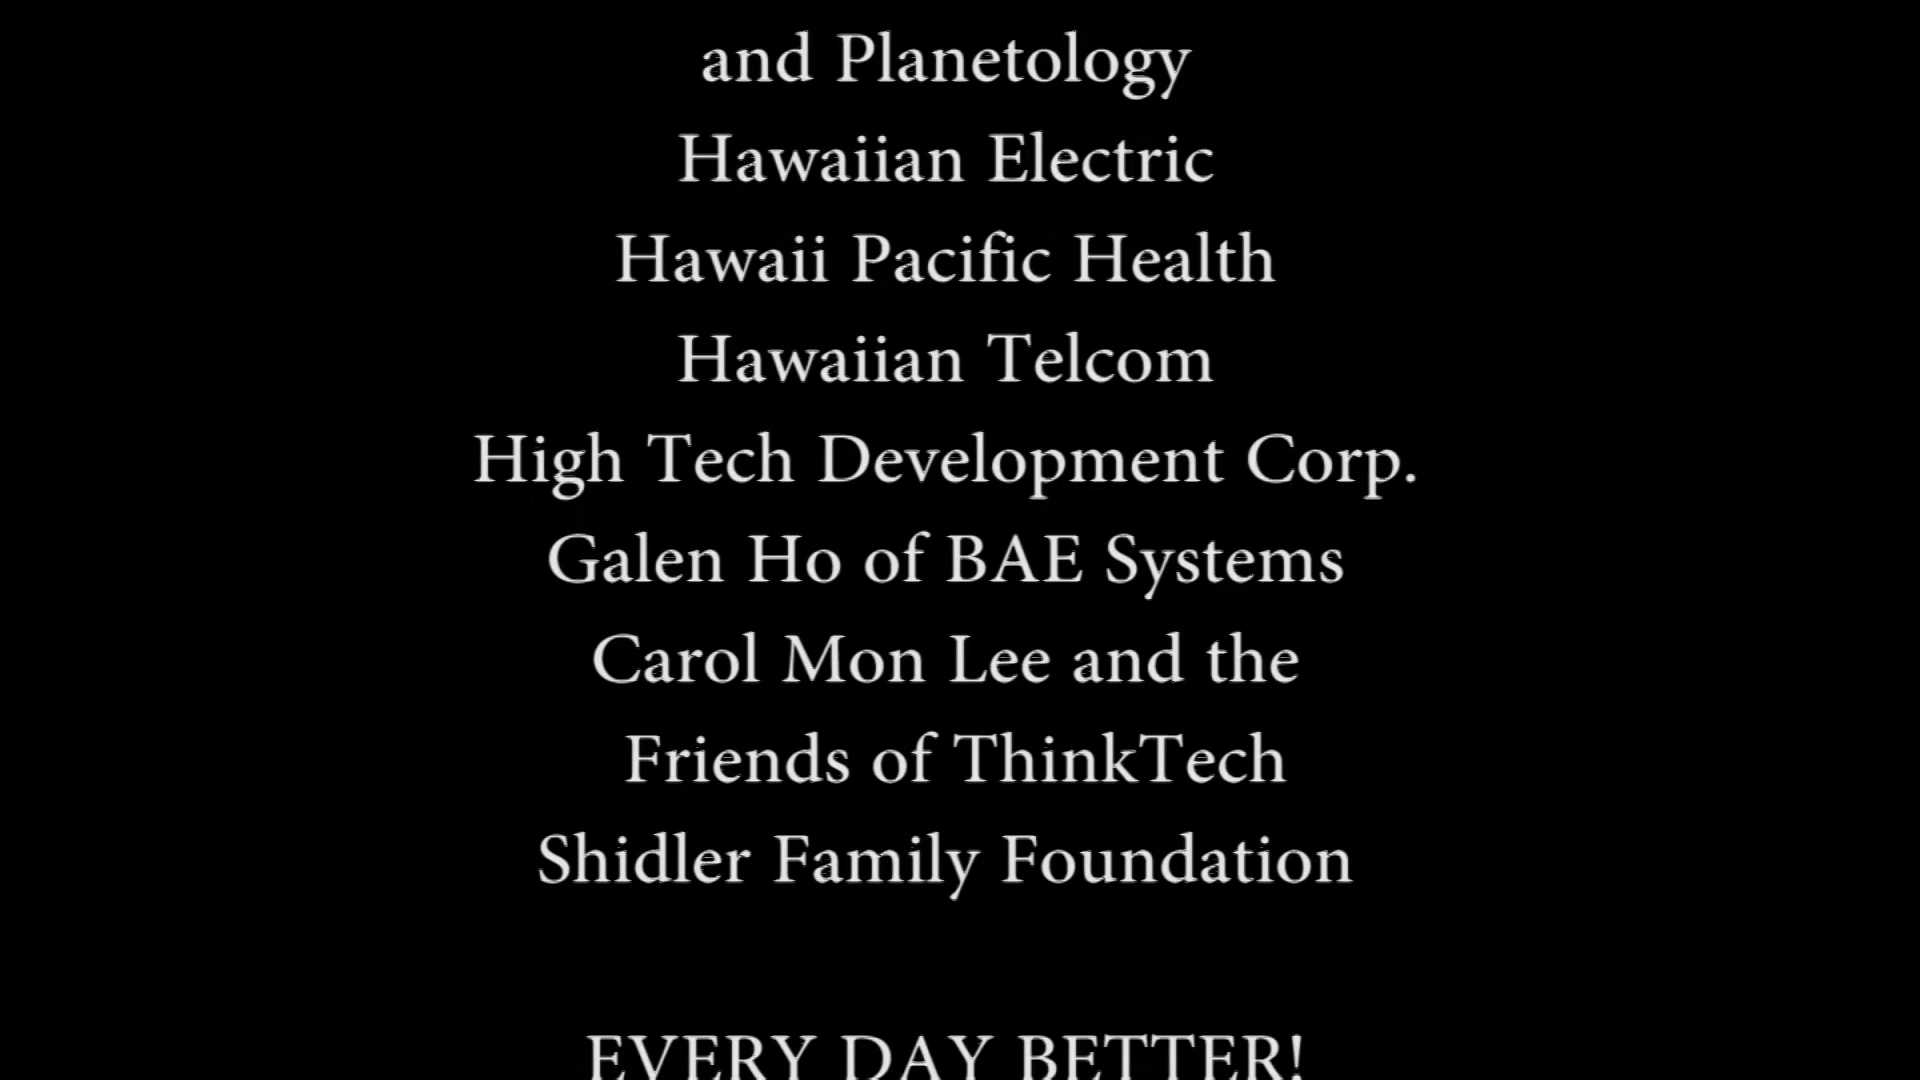 and Planetology
Hawaiian Electric
Hawaii Pacific Health
Hawaiian Telcom
High Tech Development Corp.
Galen Ho of BAE Systems
Carol Mon Lee and the
Friends of ThinkTech
Shidler Family Foundation
EVERY DAY BETTER!